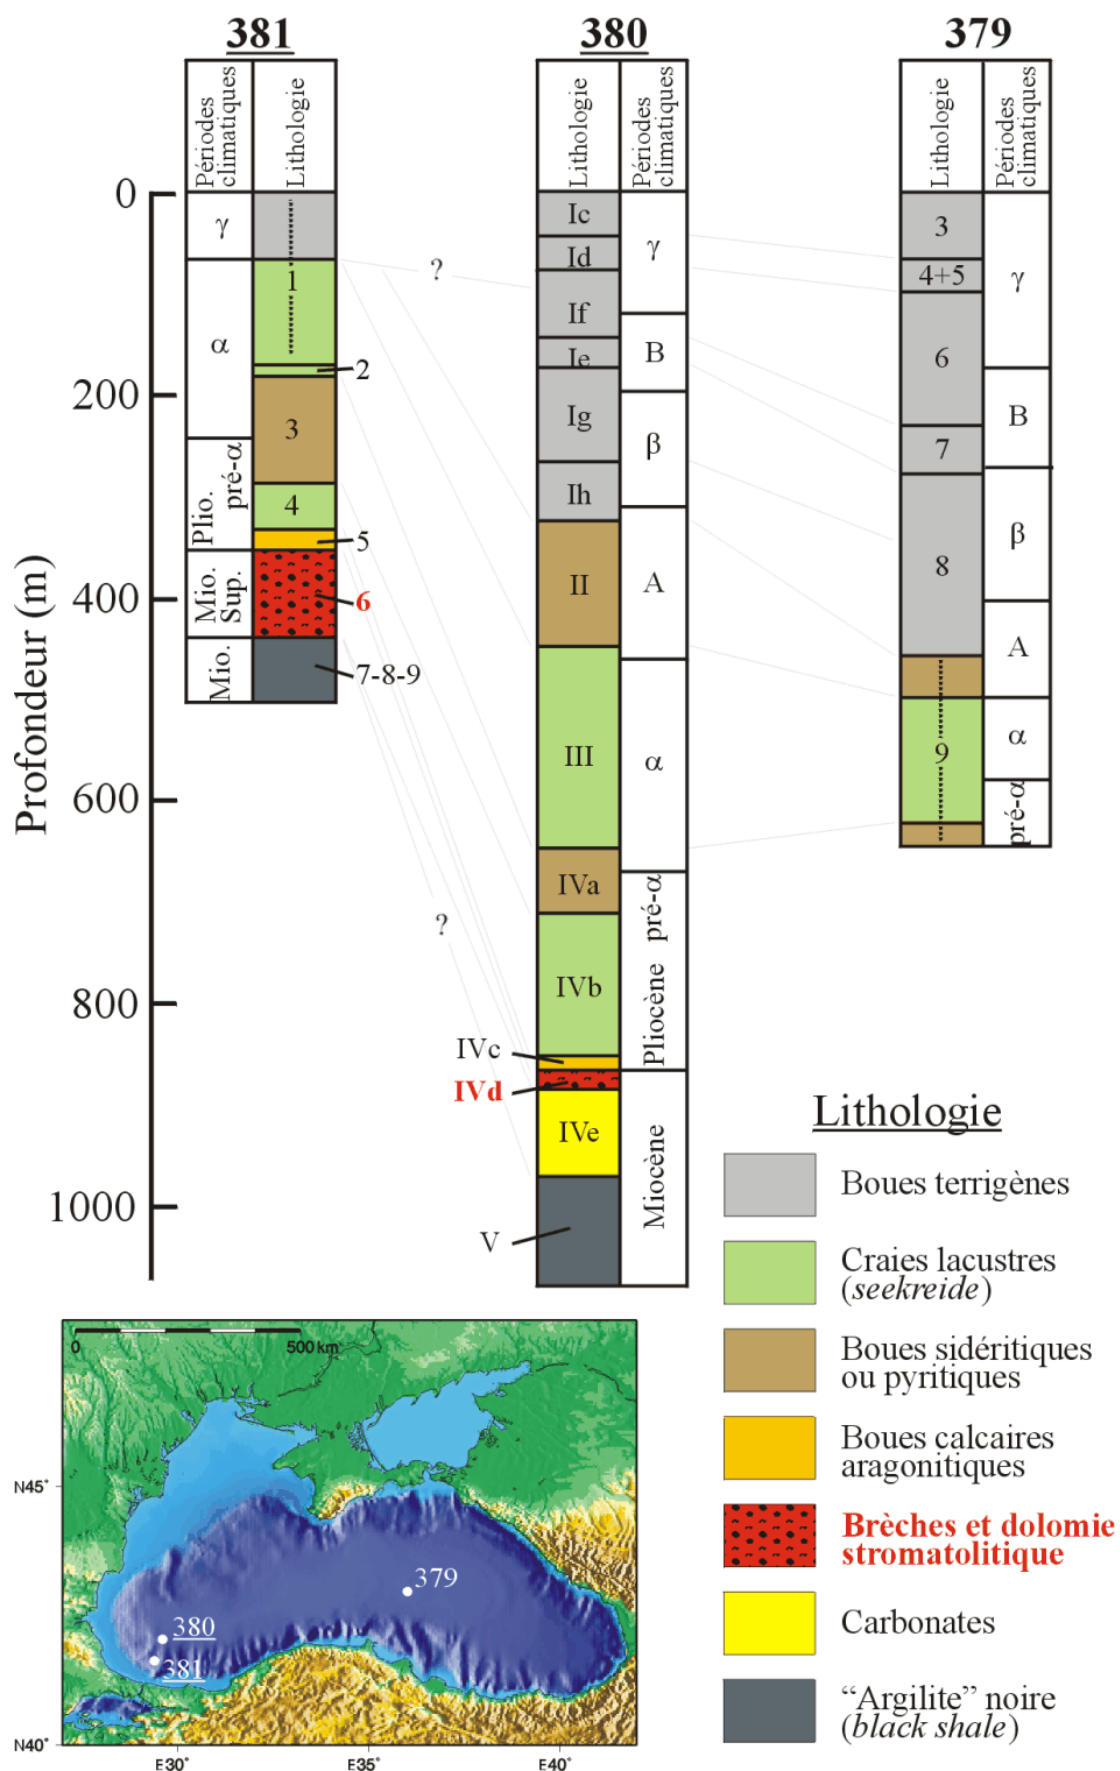 381
380
379
Périodes
climatiques
Lithologie
Lithologie
Périodes
climatiques
Lithologie
Périodes
climatiques
Profondeur (m)
0
200
400
600
800
1000
γ
α
pré-α
Plio.
Mio.
Sup.
Mio.
1
2
3
4
5
6
7-8-9
?
?
Ic
Id
If
Ie
Ig
Ih
II
III
IVa
IVb
IVc
IVd
IVe
V
γ
B
β
A
α
pré-α
Pliocène
Miocène
3
4+5
6
7
8
9
γ
B
β
A
α
pré-α
Lithologie
Boues terrigènes
Craies lacustres
(seekreide)
Boues sidéritiques
ou pyritiques
Boues calcaires
aragonitiques
Brèches et dolomie
stromatolitique
Carbonates
“Argilite” noire
(black shale)
0
500 km
N45°
N40°
E30°
E35°
E40°
379
380
381